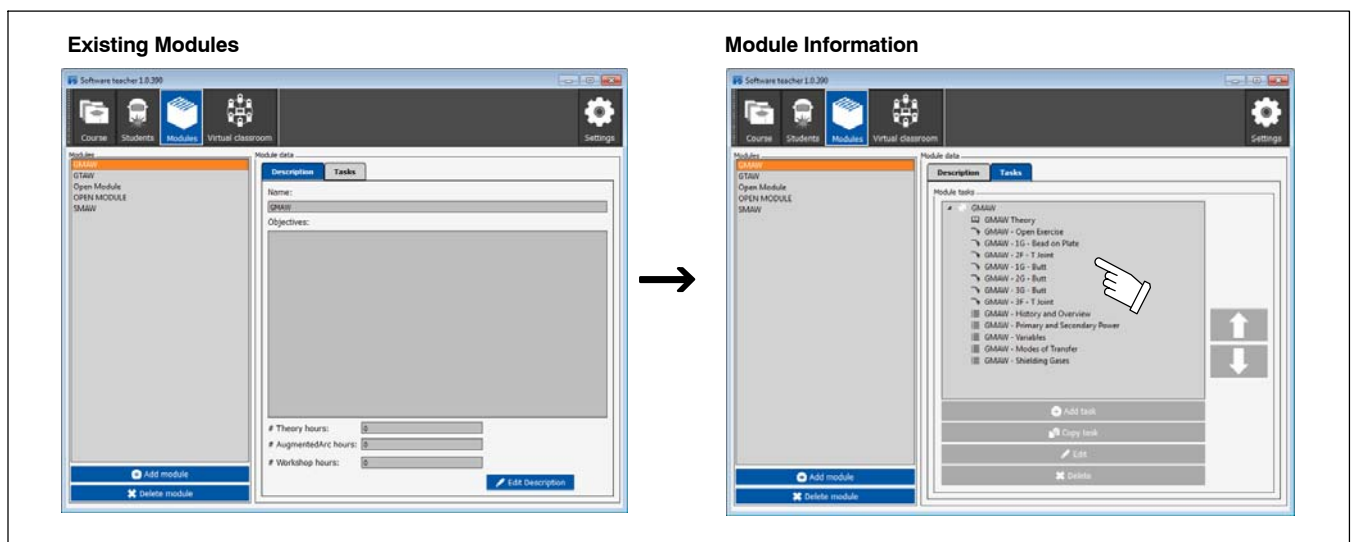 Existing Modules
Software teacher 1.0.390
Course Students Modules Virtual classroom Settings
Modules
GMAW
GTAW
Open Module
OPEN MODULE
SMAW
Add module
Delete module
Module data
Description Tasks
Name:
GMAW
Objectives:
# Theory hours: 0
# AugmentedArc hours: 0
# Workshop hours: 0
Edit Description
Module Information
Software teacher 1.0.390
Course Students Modules Virtual classroom Settings
Modules
GMAW
GTAW
Open Module
OPEN MODULE
SMAW
Add module
Delete module
Module data
Description Tasks
Module tasks
GMAW
GMAW Theory
GMAW - Open Exercise
GMAW - 1G - Bead on Plate
GMAW - 2F - T Joint
GMAW - 1G - Butt
GMAW - 2G - Butt
GMAW - 3G - Butt
GMAW - 3F - T Joint
GMAW - History and Overview
GMAW - Primary and Secondary Power
GMAW - Variables
GMAW - Modes of Transfer
GMAW - Shielding Gases
Add task
Copy task
Edit
Delete